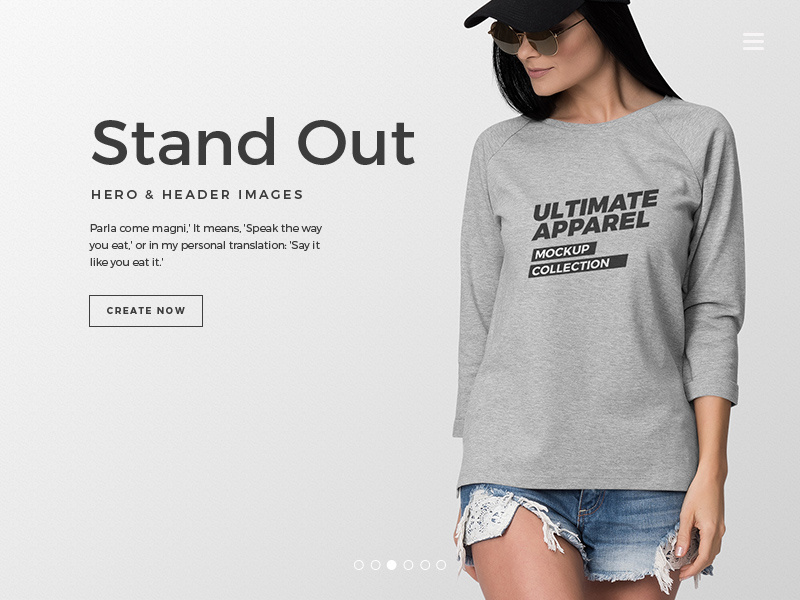 Stand Out
HERO & HEADER IMAGES
Parla come magni,' It means, 'Speak the way
you eat,' or in my personal translation: 'Say it
like you eat it.'
CREATE NOW
ULTIMATE
APPAREL
MOCKUP
COLLECTION